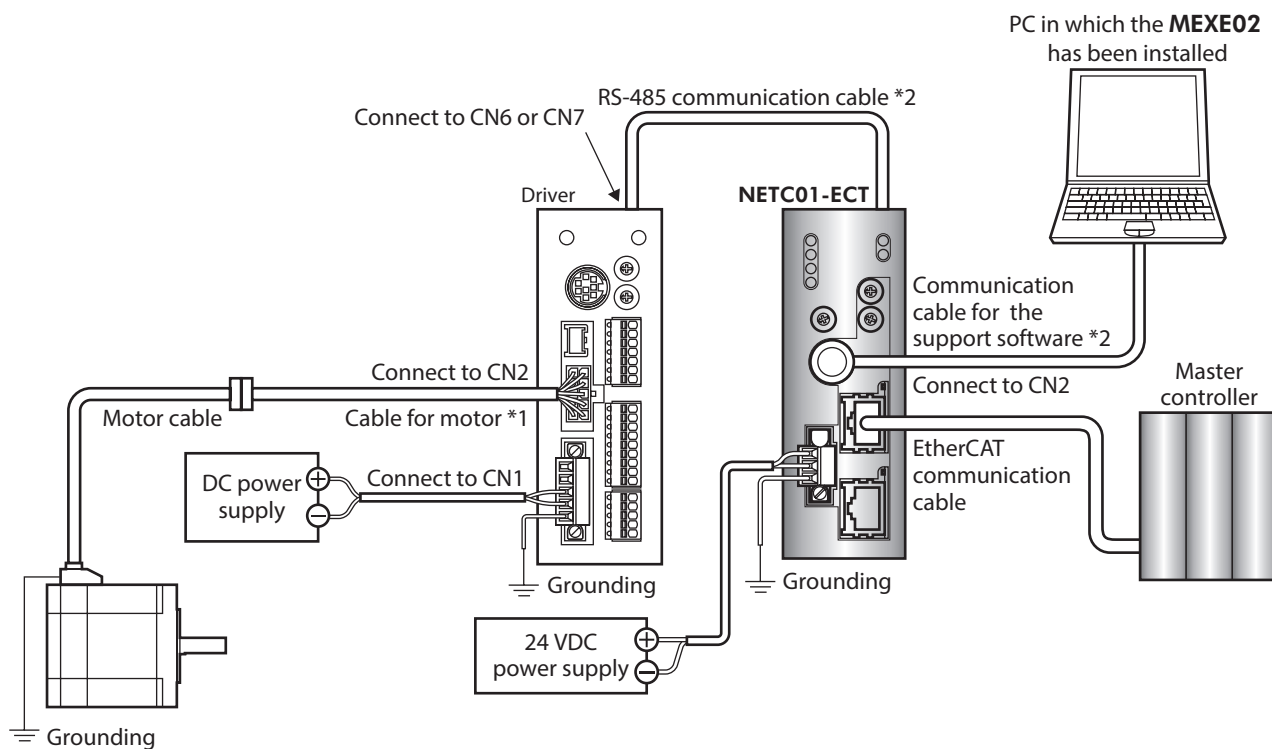 PC in which the MEXE02
has been installed
RS-485 communication cable *2
Connect to CN6 or CN7
Driver
NETC01-ECT
Communication
cable for the
support software *2
Connect to CN2
Connect to CN2
Master
controller
Motor cable
Cable for motor *1
EtherCAT
communication
cable
DC power
supply
+
−
Connect to CN1
Grounding
Grounding
24 VDC
power supply
+
−
Grounding